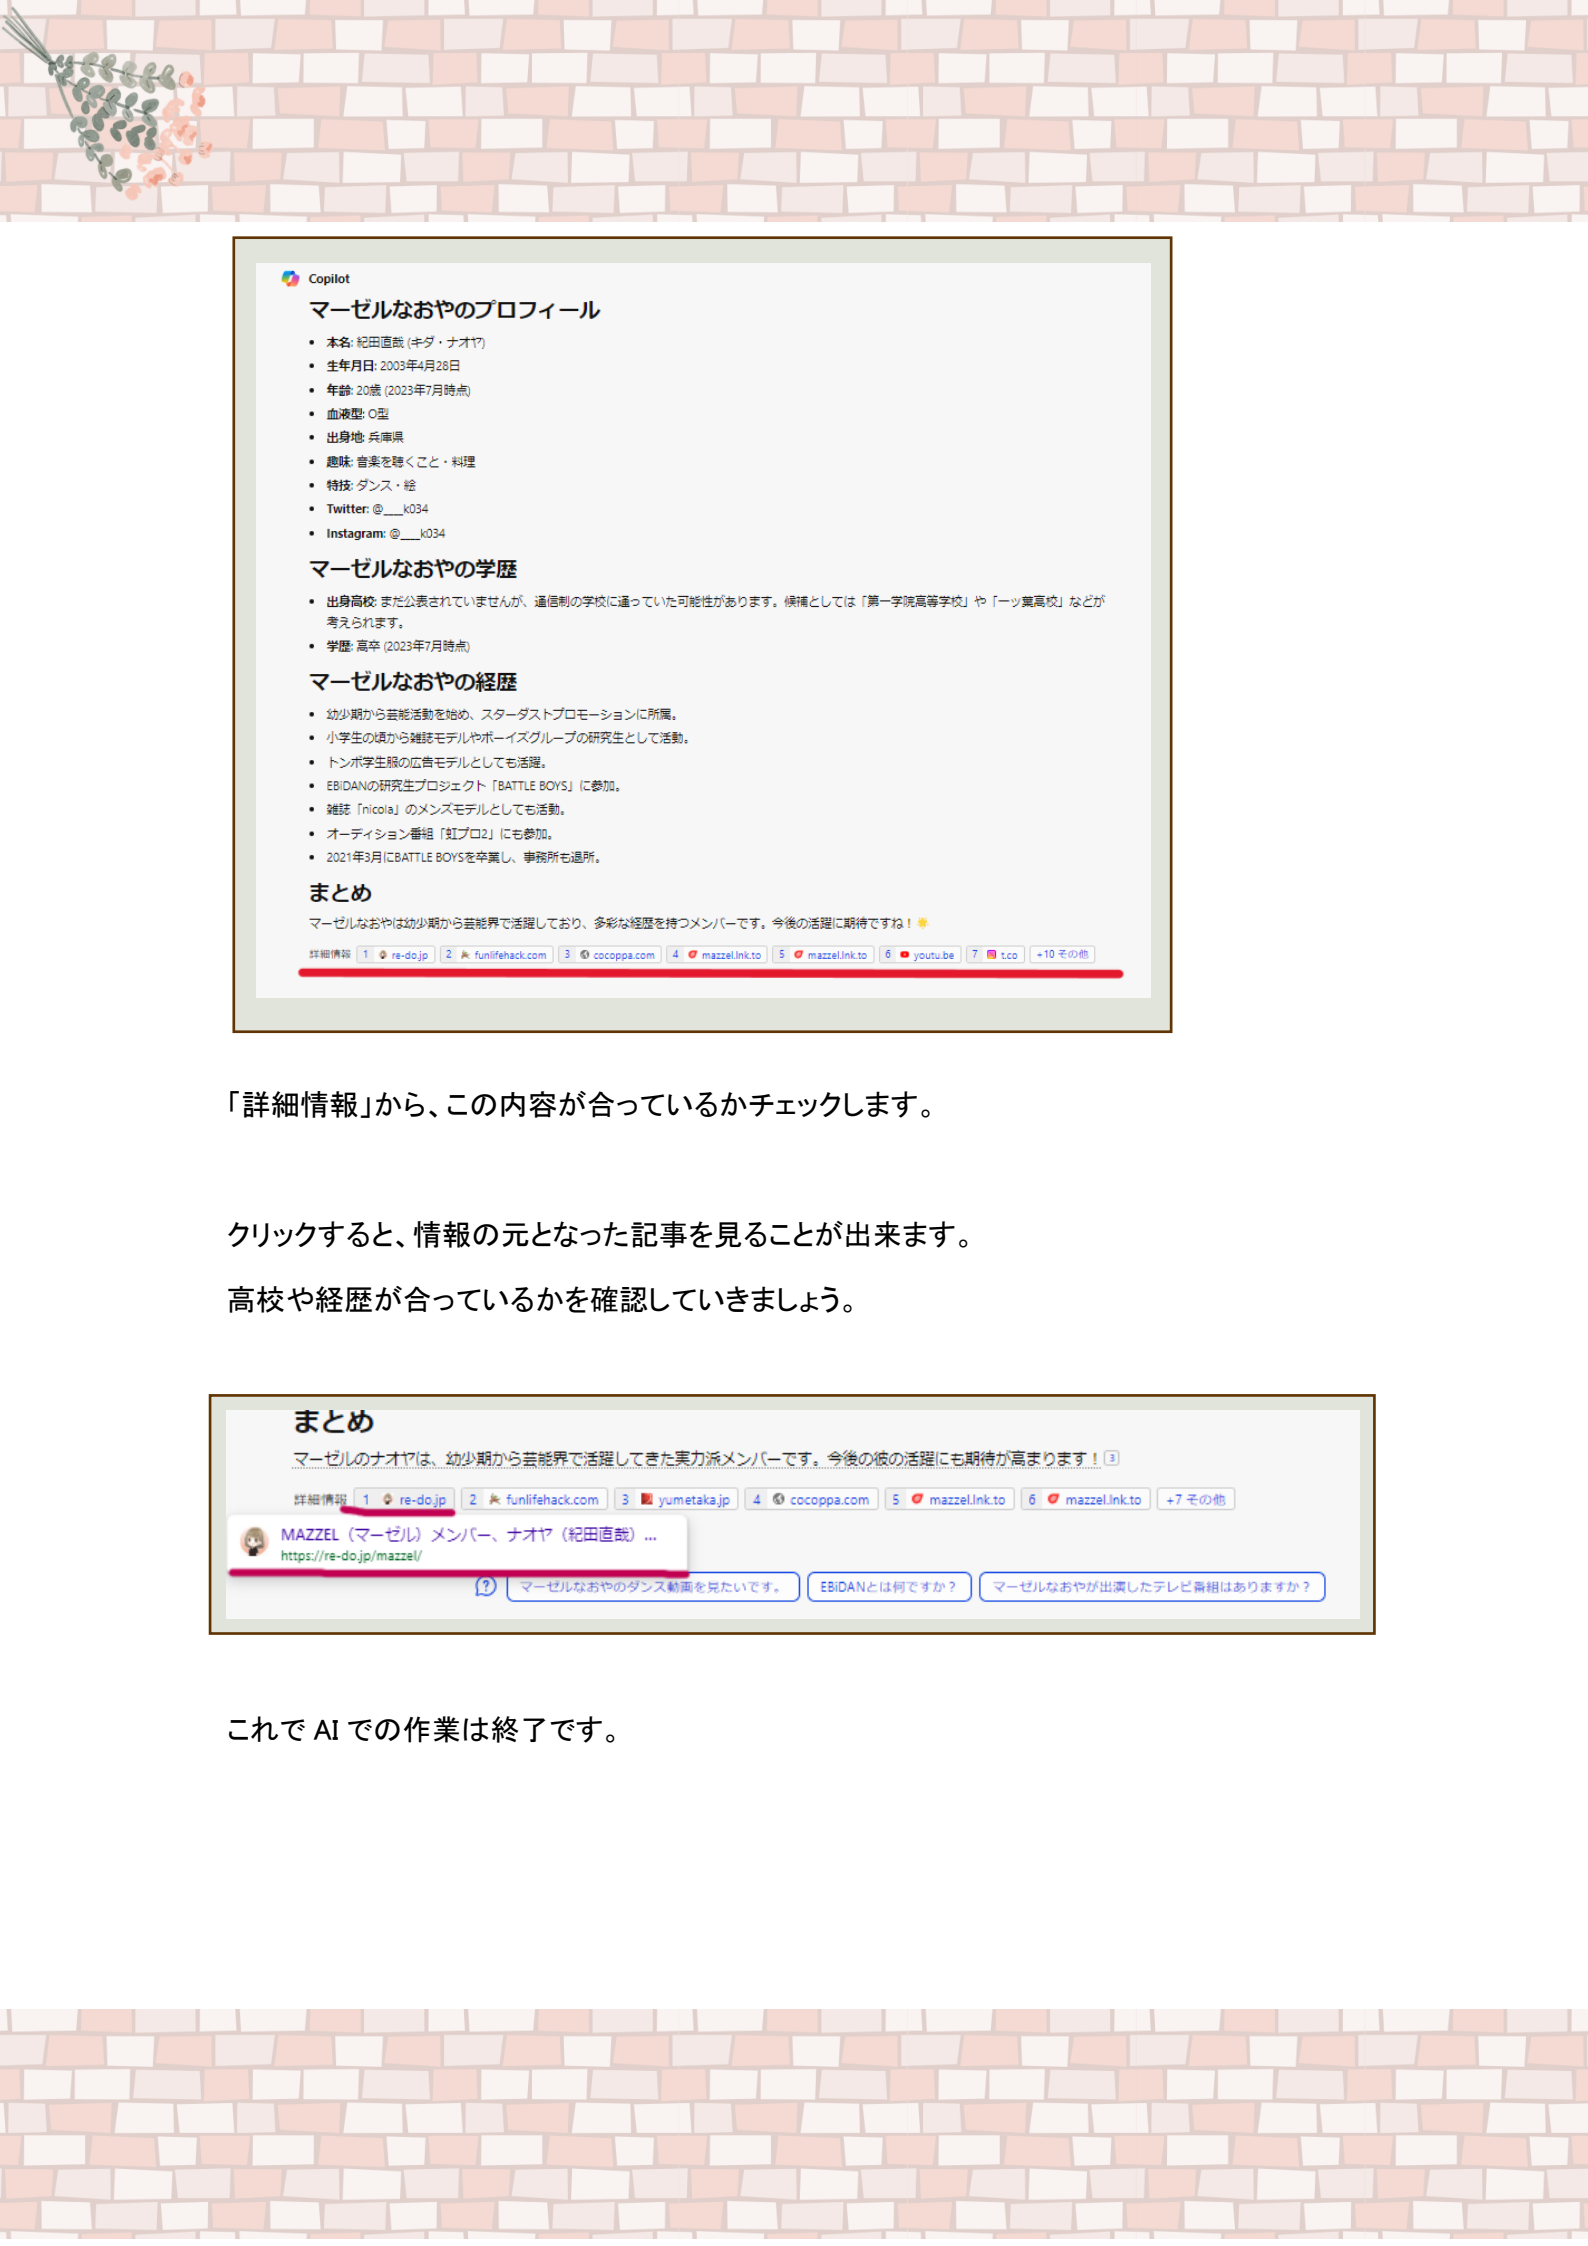 Copilot
マーゼルなおやのプロフィール
• 本名: 紀田直哉 (キダ・ナオヤ)
• 生年月日: 2003年4月28日
• 年齢: 20歳 (2023年7月時点)
• 血液型: O型
• 出身地: 兵庫県
• 趣味: 音楽を聴くこと・料理
• 特技: ダンス・絵
• Twitter: @____k034
• Instagram: @____k034
マーゼルなおやの学歴
• 出身高校: まだ公表されていませんが、通信制の学校に通っていた可能性があります。候補としては「第一学院高等学校」や「一ッ葉高校」などが
考えられます。
• 学歴: 高卒 (2023年7月時点)
マーゼルなおやの経歴
• 幼少期から芸能活動を始め、スターダストプロモーションに所属。
• 小学生の頃から雑誌モデルやボーイズグループの研究生として活動。
• トンボ学生服の広告モデルとしても活躍。
• EBiDANの研究生プロジェクト「BATTLE BOYS」に参加。
• 雑誌「nicola」のメンズモデルとしても活動。
• オーディション番組「虹プロ2」にも参加。
• 2021年3月にBATTLE BOYSを卒業し、事務所も退所。
まとめ
マーゼルなおやは幼少期から芸能界で活躍しており、多彩な経歴を持つメンバーです。今後の活躍に期待ですね！🌟
詳細情報 1 re-do.jp 2 funlifehack.com 3 cocoppa.com 4 mazzel.lnk.to 5 mazzel.lnk.to 6 youtu.be 7 t.co +10 その他
「詳細情報」から、この内容が合っているかチェックします。
クリックすると、情報の元となった記事を見ることが出来ます。
高校や経歴が合っているかを確認していきましょう。
まとめ
マーゼルのナオヤは、幼少期から芸能界で活躍してきた実力派メンバーです。今後の彼の活躍にも期待が高まります！ 3
詳細情報 1 re-do.jp 2 funlifehack.com 3 yumetaka.jp 4 cocoppa.com 5 mazzel.lnk.to 6 mazzel.lnk.to +7 その他
MAZZEL（マーゼル）メンバー、ナオヤ（紀田直哉）...
https://re-do.jp/mazzel/
マーゼルなおやのダンス動画を見たいです。 EBiDANとは何ですか？ マーゼルなおやが出演したテレビ番組はありますか？
これで AI での作業は終了です。